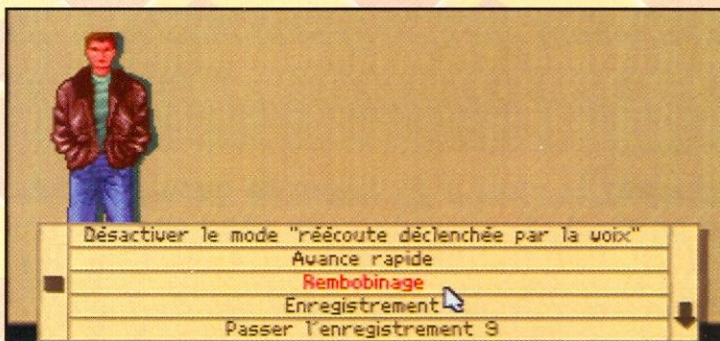 Désactiver le mode "réécoute déclenchée par la voix"
Avance rapide
Rembobinage
Enregistrement
Passer l'enregistrement 9